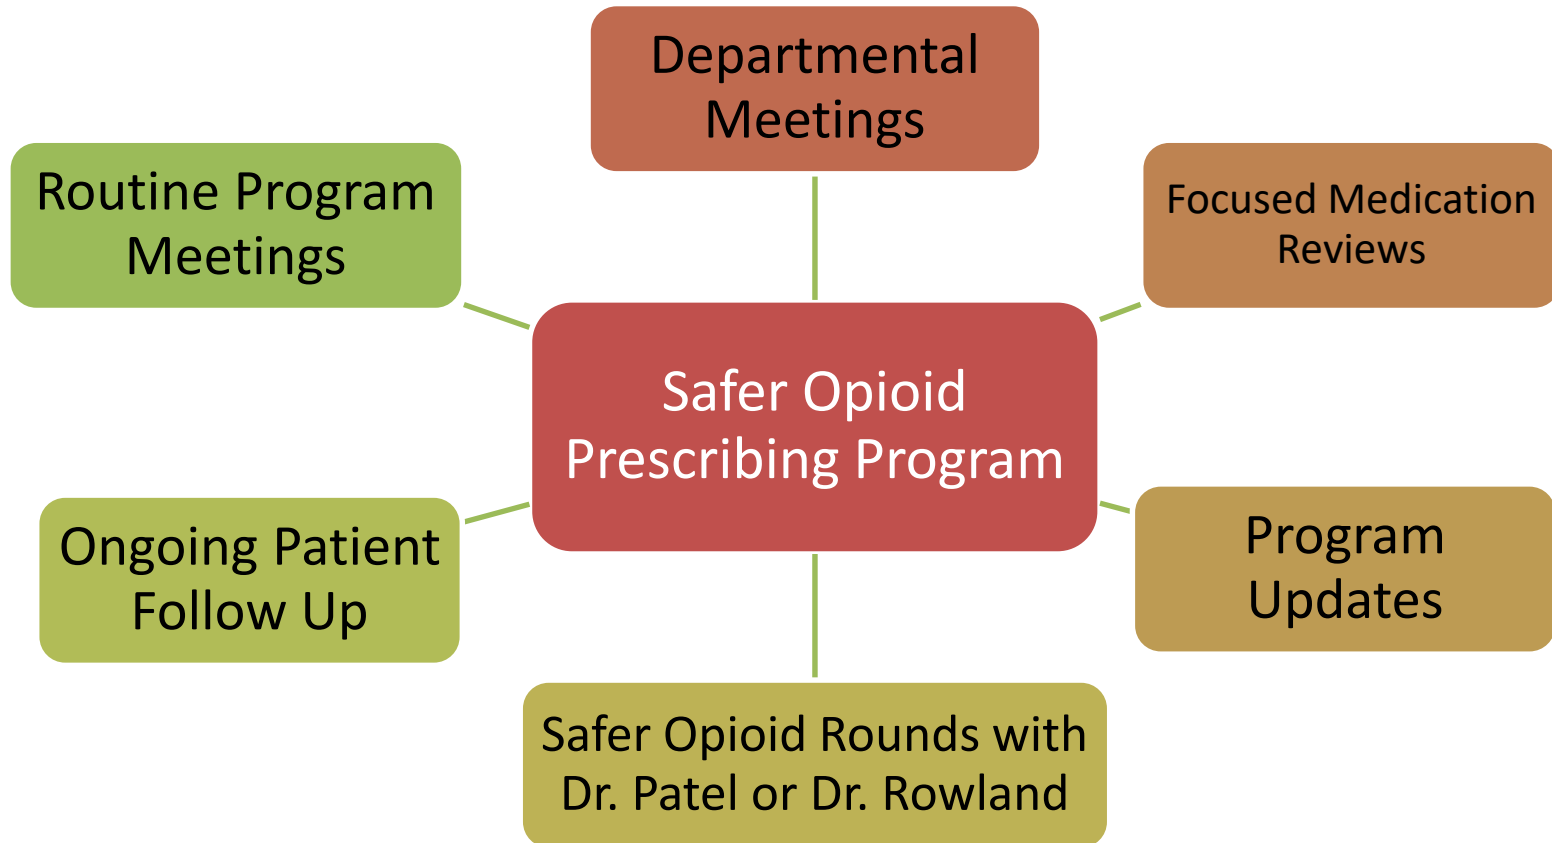 Departmental
Meetings
Routine Program
Meetings
Focused Medication
Reviews
Safer Opioid
Prescribing Program
Ongoing Patient
Follow Up
Program
Updates
Safer Opioid Rounds with
Dr. Patel or Dr. Rowland